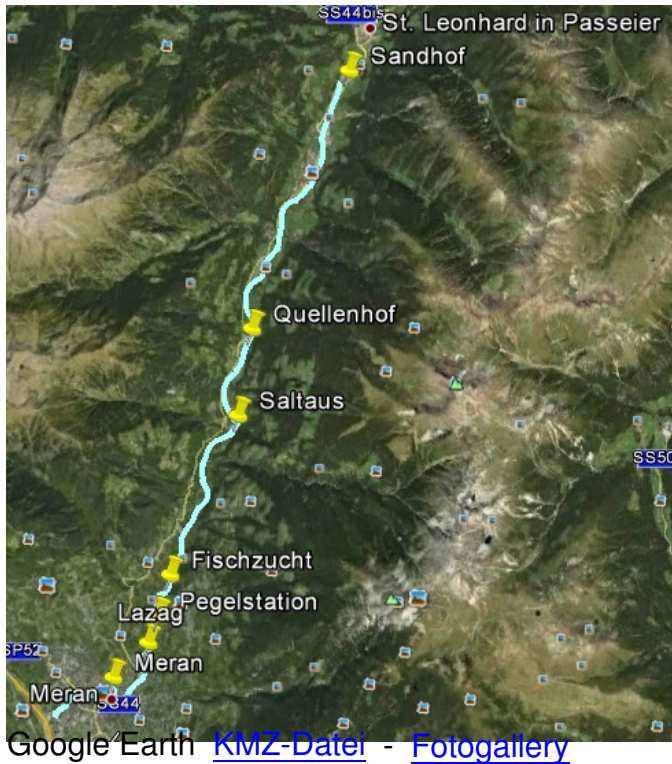 SS44bis
St. Leonhard in Passeier
Sandhof
Quellenhof
Saltaus
SS50
Fischzucht
Pegelstation
Lazag
Meran
SP52
Meran
SS44
Google Earth KMZ-Datei - Fotogallery